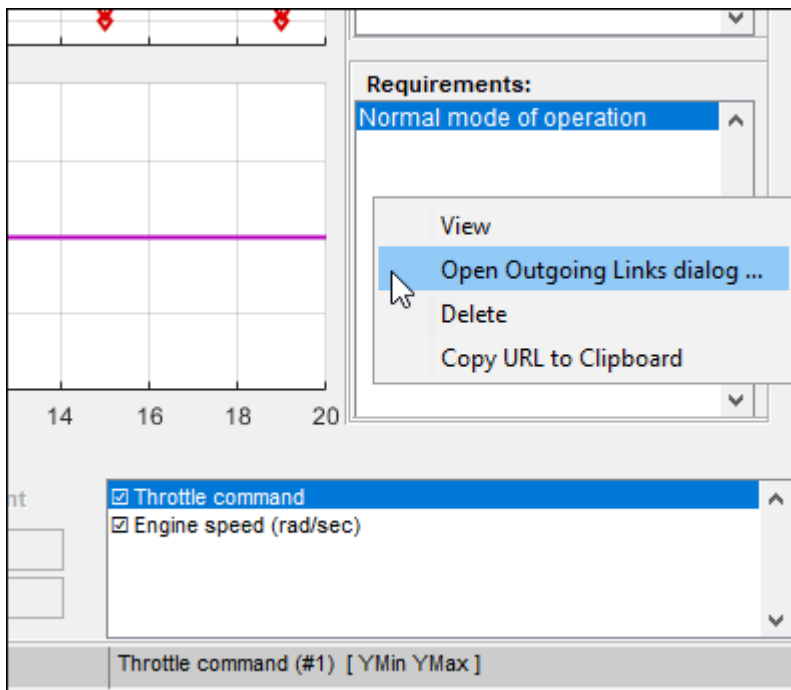 Requirements:
Normal mode of operation
View
Open Outgoing Links dialog ...
Delete
Copy URL to Clipboard
14 16 18 20
nt
Throttle command
Engine speed (rad/sec)
Throttle command (#1) [ YMin YMax ]